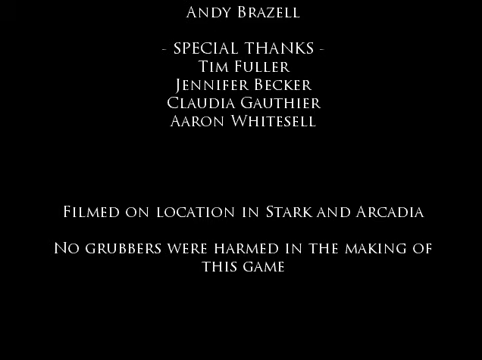 Andy Brazell
- SPECIAL THANKS -
Tim Fuller
Jennifer Becker
Claudia Gauthier
Aaron Whitesell
Filmed on location in Stark and Arcadia
No grubbers were harmed in the making of
this game